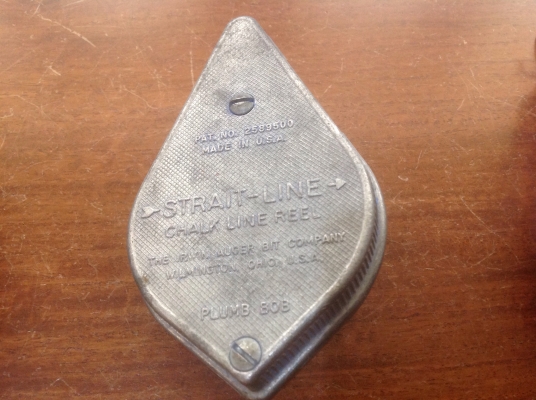 PAT. NO. 2589500
MADE IN U.S.A.
STRAIT-LINE
CHALK LINE REEL
THE IRWIN AUGER BIT COMPANY
WILMINGTON, OHIO, U.S.A.
PLUMB BOB